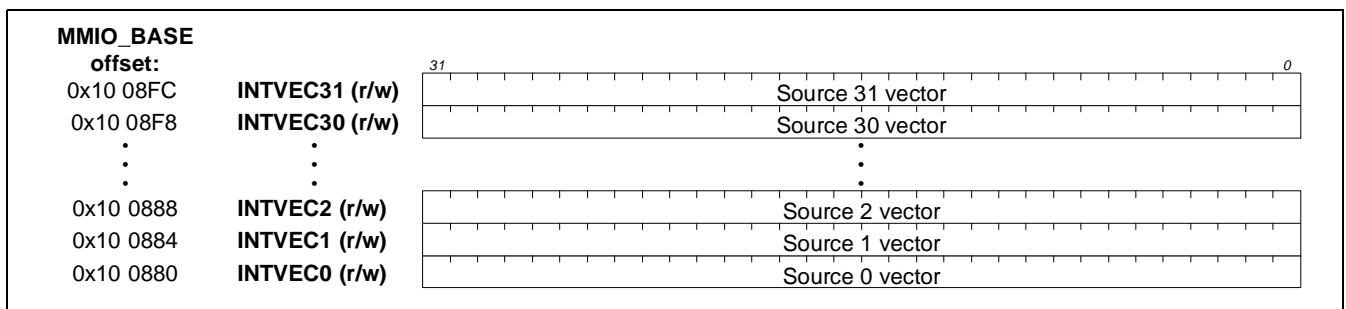 MMIO_BASE
offset:
31 0
0x10 08FC INTVEC31 (r/w) Source 31 vector
0x10 08F8 INTVEC30 (r/w) Source 30 vector
• • •
• • •
• • •
0x10 0888 INTVEC2 (r/w) Source 2 vector
0x10 0884 INTVEC1 (r/w) Source 1 vector
0x10 0880 INTVEC0 (r/w) Source 0 vector